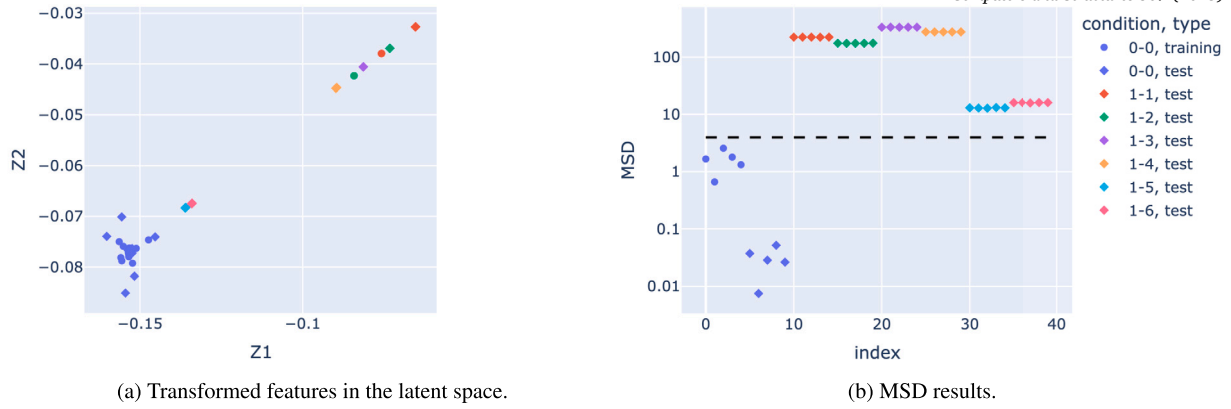 −0.03
−0.04
−0.05
−0.06
−0.07
−0.08
Z2
−0.15
−0.1
Z1
(a) Transformed features in the latent space.
100
10
1
0.1
0.01
MSD
0
10
20
30
40
index
condition, type
0-0, training
0-0, test
1-1, test
1-2, test
1-3, test
1-4, test
1-5, test
1-6, test
(b) MSD results.